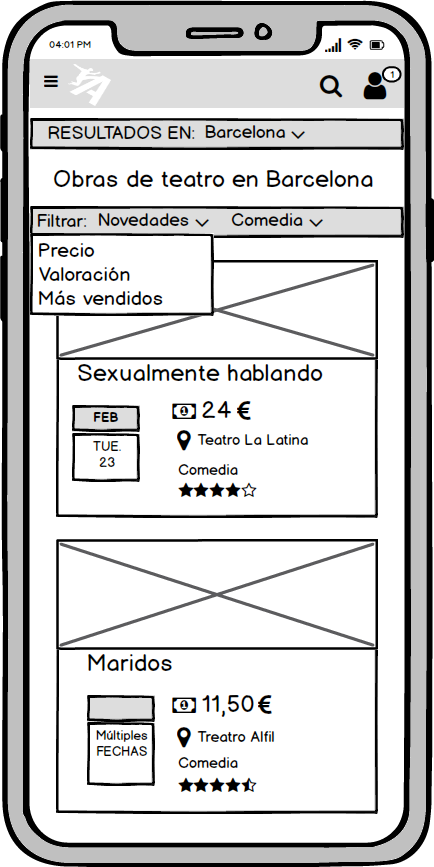 04:01 PM
1
RESULTADOS EN: Barcelona
Obras de teatro en Barcelona
Filtrar: Novedades Comedia
Precio
Valoración
Más vendidos
Sexualmente hablando
FEB
TUE.
23
24 €
Teatro La Latina
Comedia
Maridos
Múltiples
FECHAS
11,50 €
Treatro Alfil
Comedia